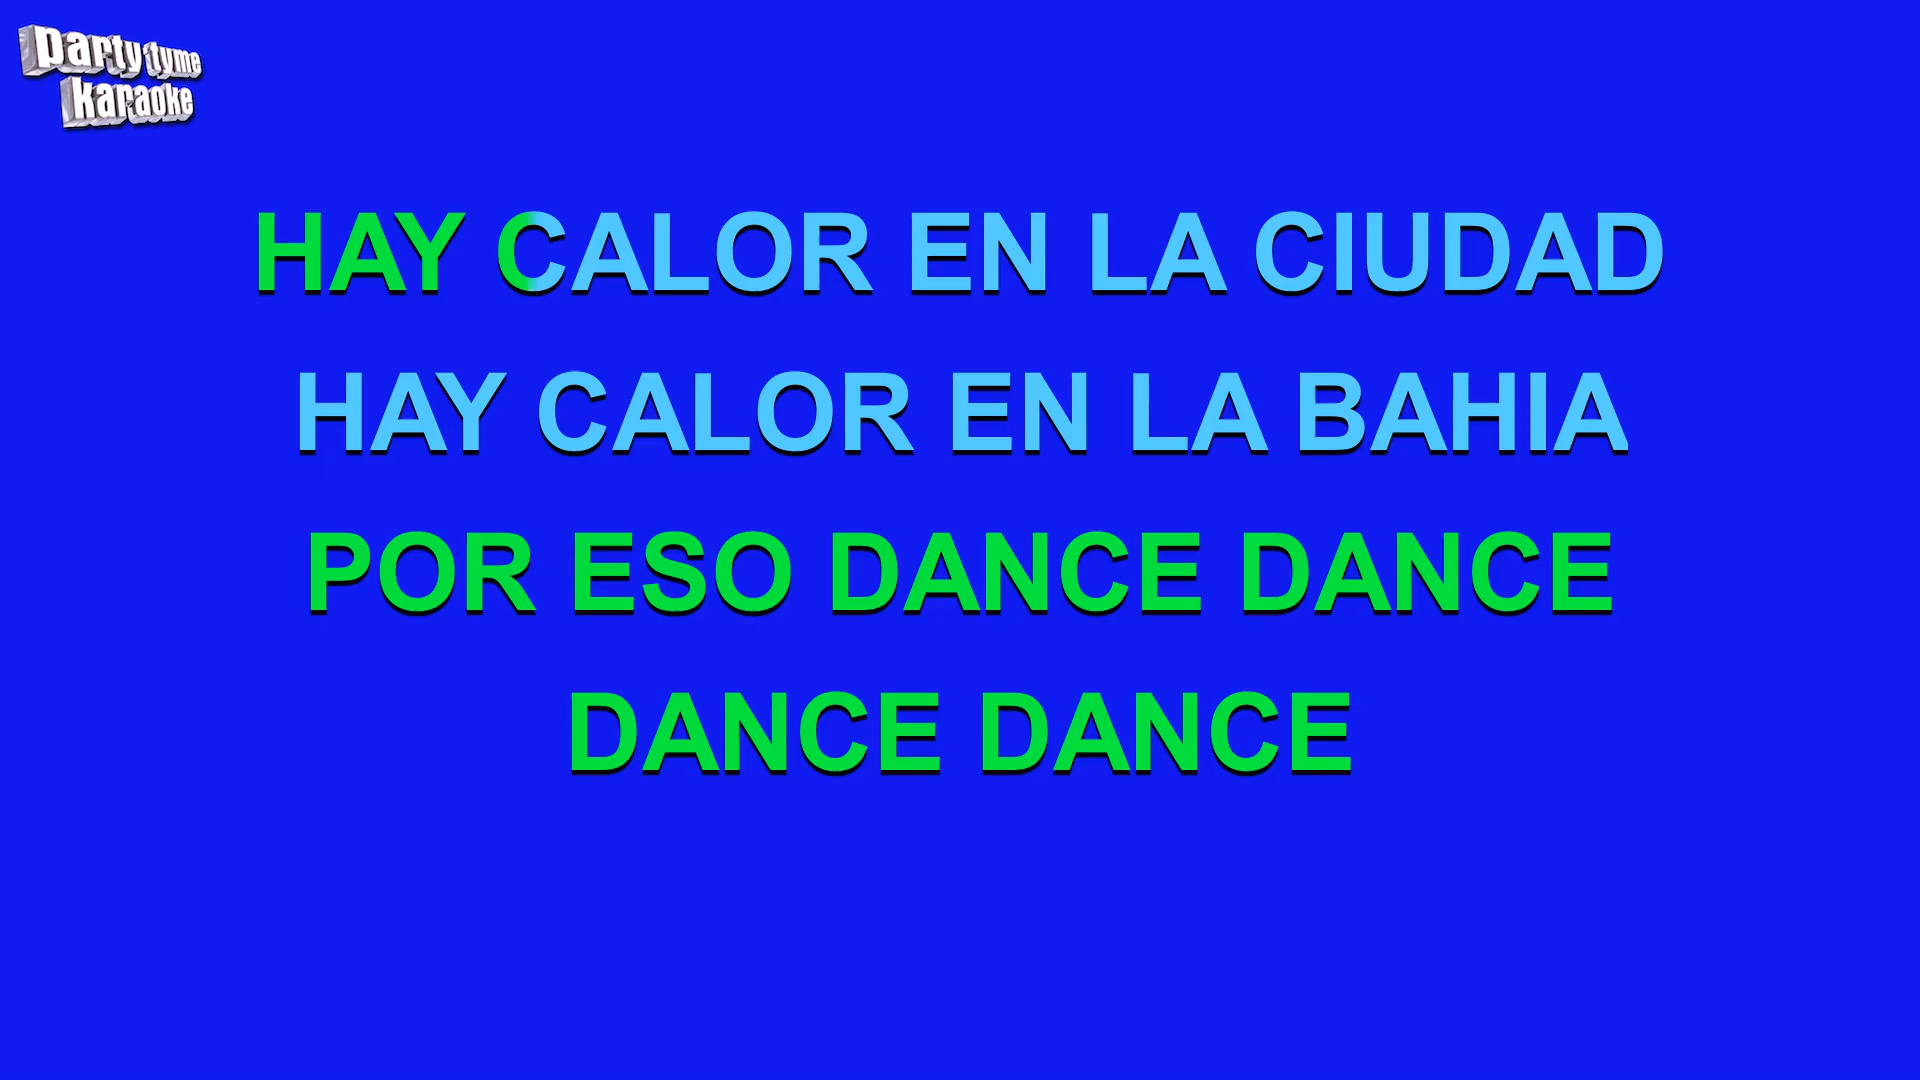 party tyme
karaoke
HAY CALOR EN LA CIUDAD
HAY CALOR EN LA BAHIA
POR ESO DANCE DANCE
DANCE DANCE